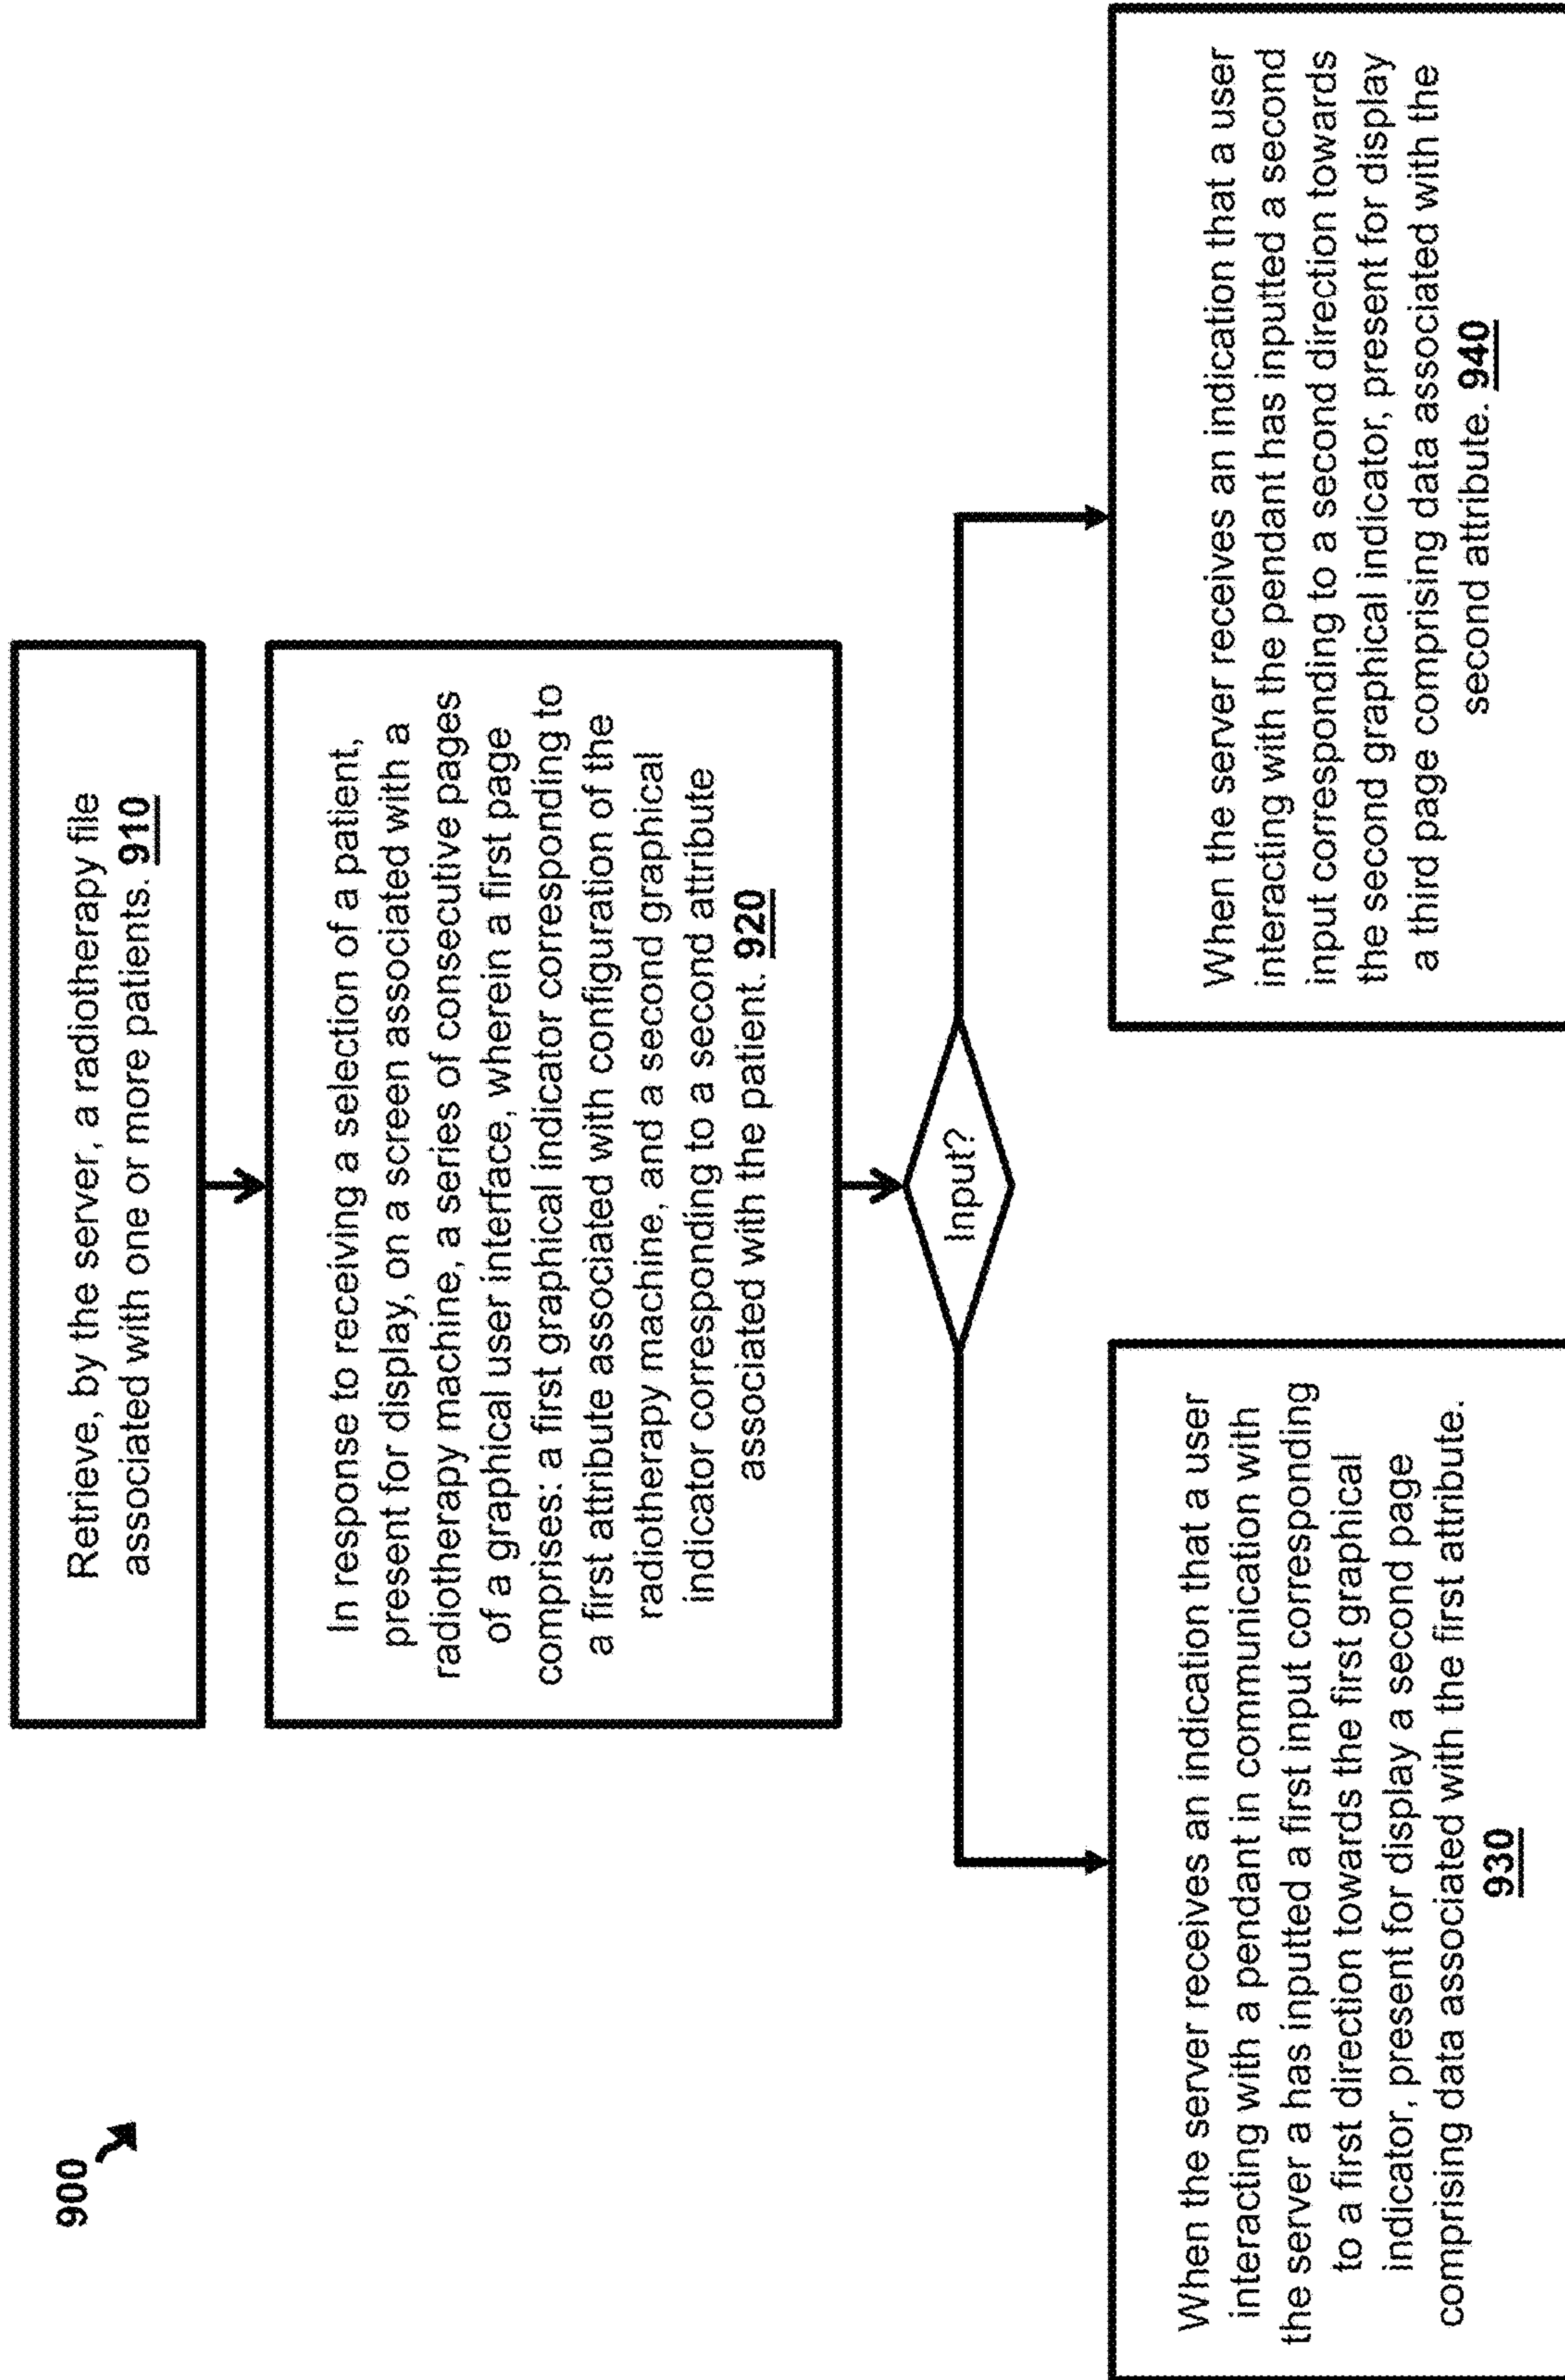 900
Retrieve, by the server, a radiotherapy file
associated with one or more patients. 910
In response to receiving a selection of a patient,
present for display, on a screen associated with a
radiotherapy machine, a series of consecutive pages
of a graphical user interface, wherein a first page
comprises: a first graphical indicator corresponding to
a first attribute associated with configuration of the
radiotherapy machine, and a second graphical
indicator corresponding to a second attribute
associated with the patient. 920
Input?
When the server receives an indication that a user
interacting with a pendant in communication with
the server a has inputted a first input corresponding
to a first direction towards the first graphical
indicator, present for display a second page
comprising data associated with the first attribute.
930
When the server receives an indication that a user
interacting with the pendant has inputted a second
input corresponding to a second direction towards
the second graphical indicator, present for display
a third page comprising data associated with the
second attribute. 940